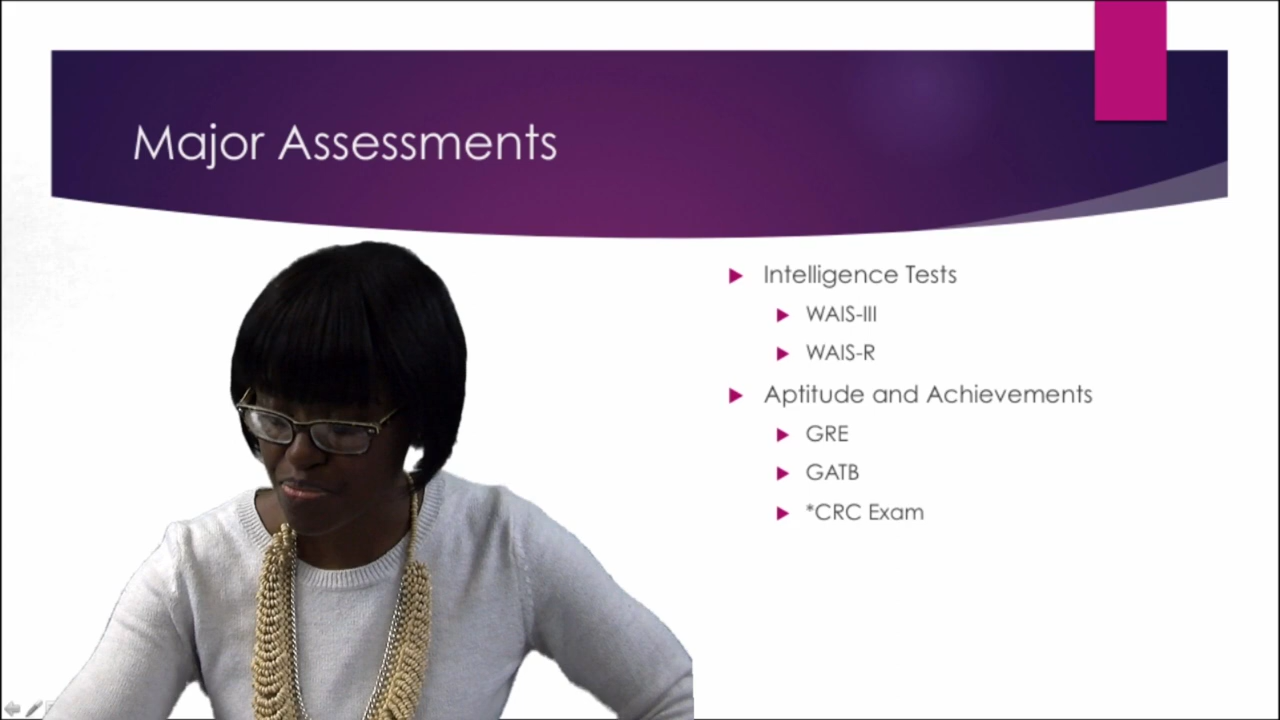 Major Assessments
Intelligence Tests
WAIS-III
WAIS-R
Aptitude and Achievements
GRE
GATB
*CRC Exam